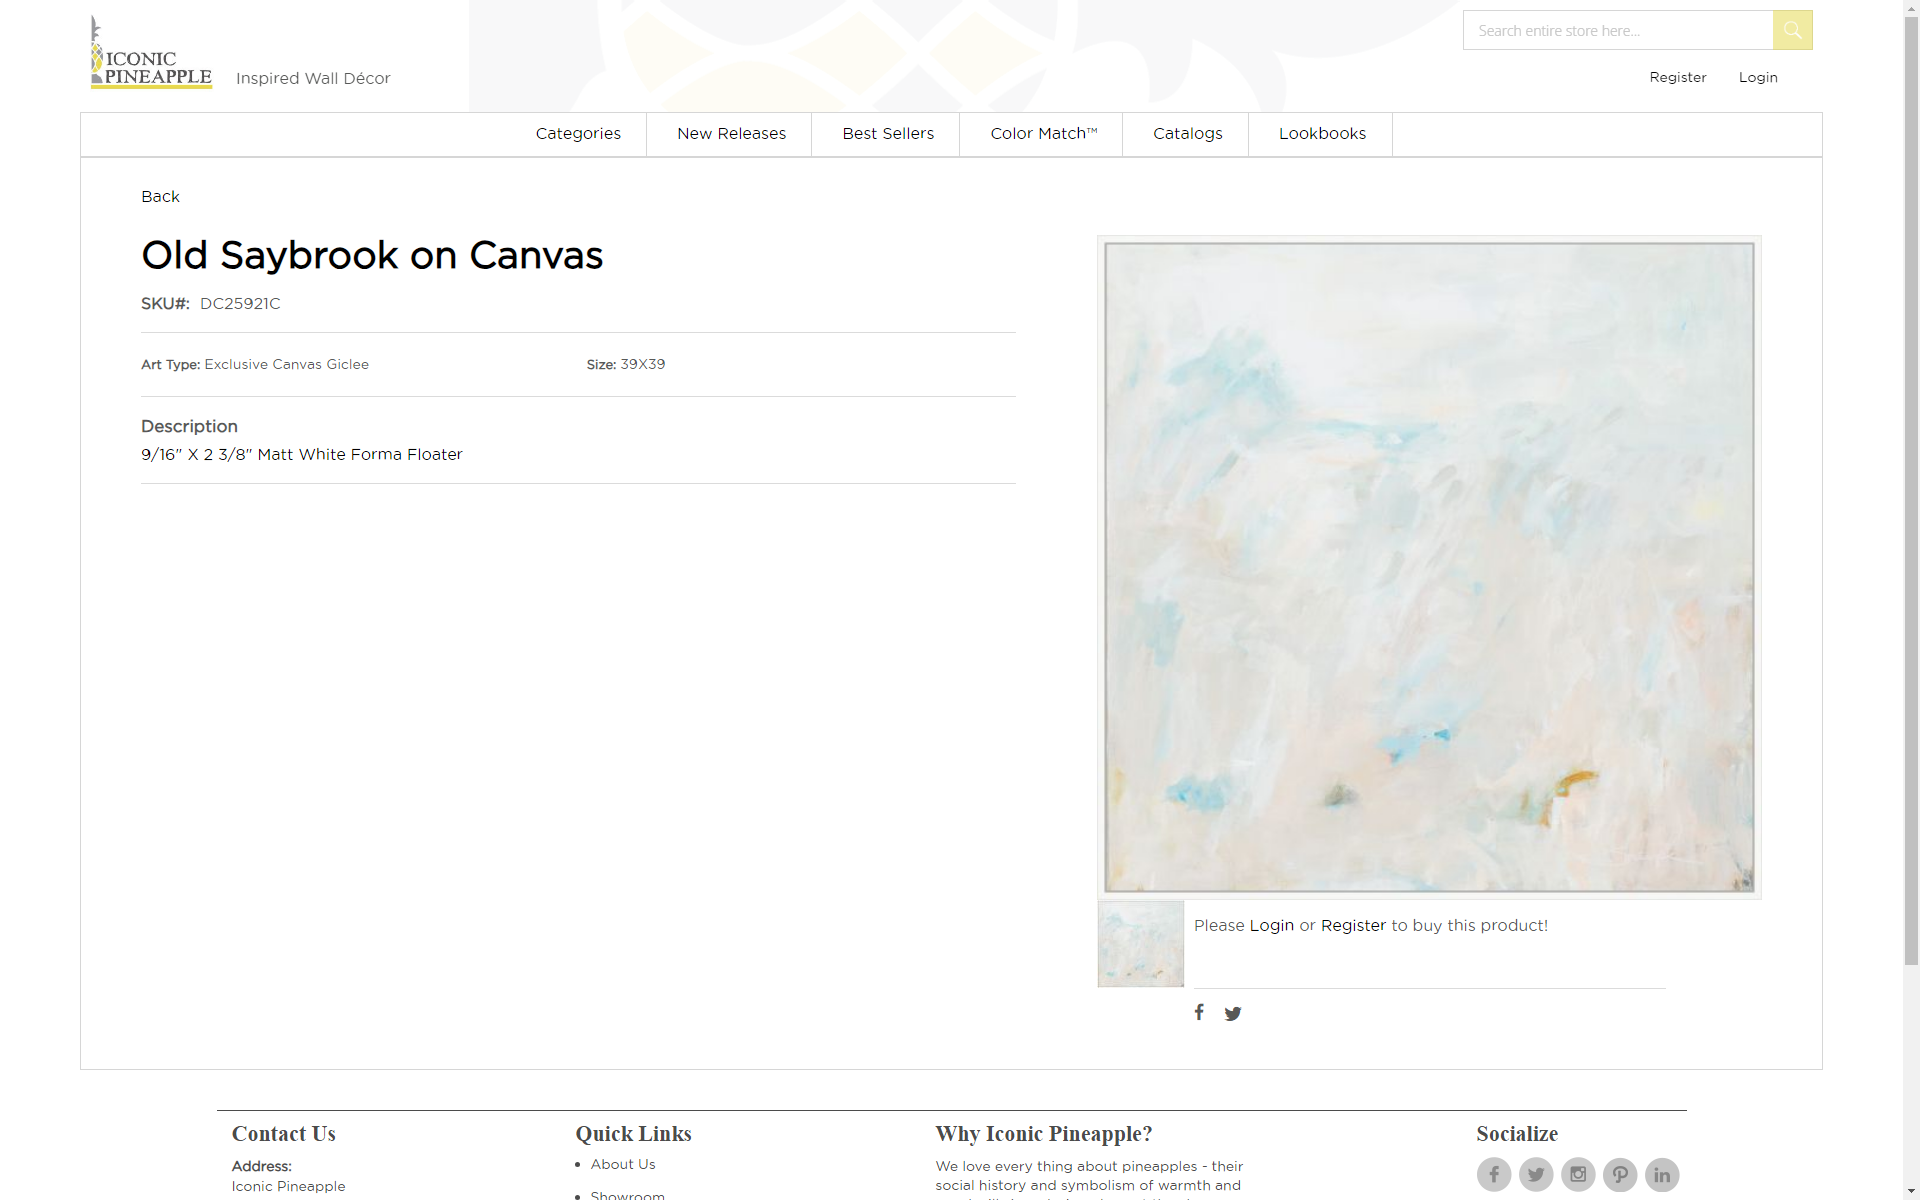 ICONIC
PINEAPPLE
Inspired Wall Décor
Search entire store here...
Register
Login
Categories
New Releases
Best Sellers
Color Match™
Catalogs
Lookbooks
Back
Old Saybrook on Canvas
SKU#: DC25921C
Art Type: Exclusive Canvas Giclee
Size: 39X39
Description
9/16" X 2 3/8" Matt White Forma Floater
Please Login or Register to buy this product!
Contact Us
Address:
Iconic Pineapple
Quick Links
About Us
Showroom
Why Iconic Pineapple?
We love every thing about pineapples - their
social history and symbolism of warmth and
Socialize